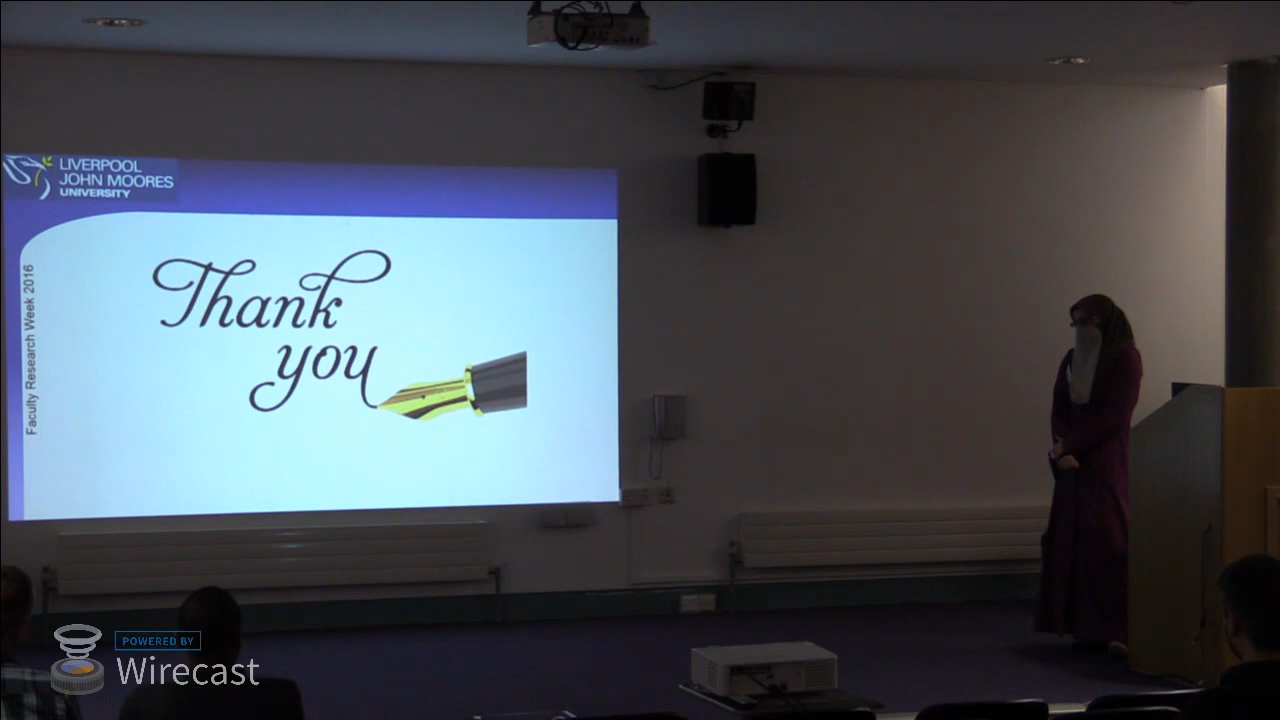 LIVERPOOL
JOHN MOORES
UNIVERSITY
Faculty Research Week 2016
Thank
you
POWERED BY
Wirecast